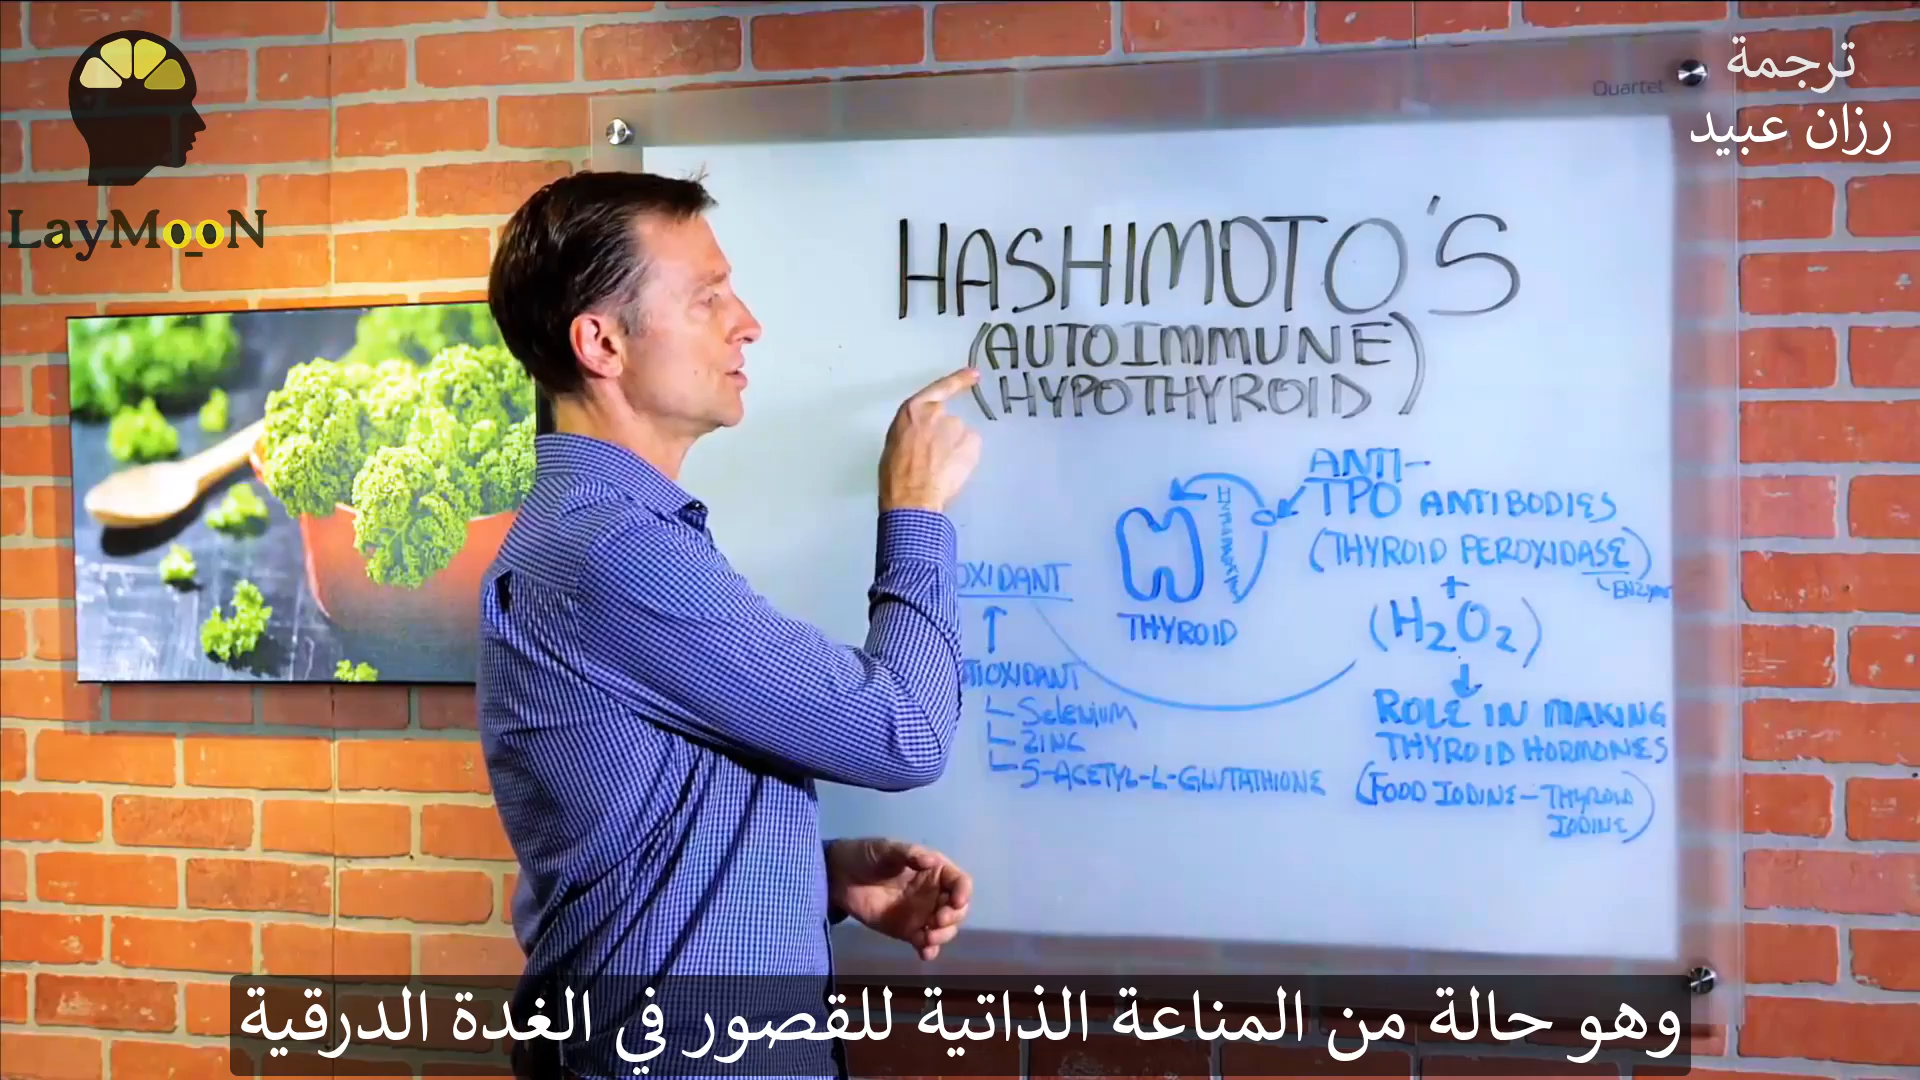 LayMooN
ترجمة
رزان عبيد
Quartet
HASHIMOTO'S
(AUTOIMMUNE
HYPOTHYROID)
ANTI-
TPO ANTIBODIES
(THYROID PEROXIDASE)
ENZYME
+
(H2O2)
ROLE IN MAKING
THYROID HORMONES
(FOOD IODINE - THYROID
IODINE)
THYROID
OXIDANT
TIOXIDANT
Selenium
ZINC
S-ACETYL-L-GLUTATHIONE
وهو حالة من المناعة الذاتية للقصور في الغدة الدرقية